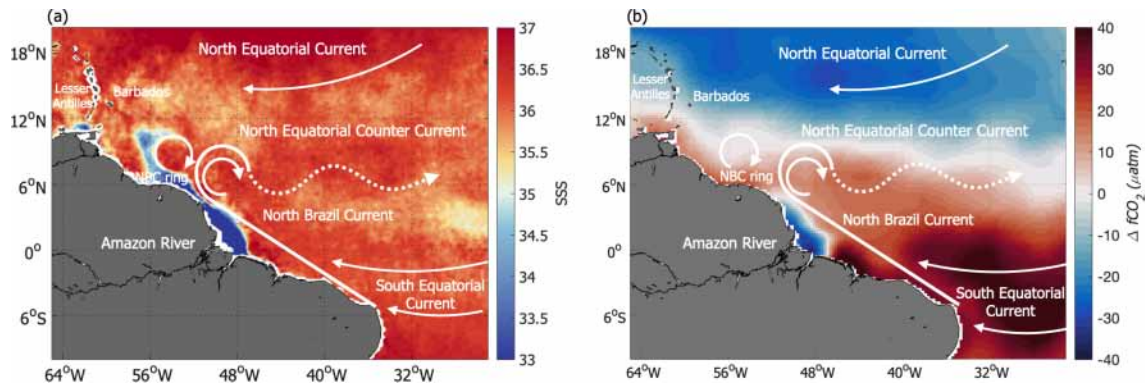 (a)
North Equatorial Current
Lesser
Antilles
Barbados
North Equatorial Counter Current
NBC ring
North Brazil Current
Amazon River
South Equatorial
Current
18°N
12°N
6°N
0°
6°S
64°W
56°W
48°W
40°W
32°W
37
36.5
36
35.5
35
34.5
34
33.5
33
SSS
(b)
North Equatorial Current
Lesser
Antilles
Barbados
North Equatorial Counter Current
NBC ring
North Brazil Current
Amazon River
South Equatorial
Current
18°N
12°N
6°N
0°
6°S
64°W
56°W
48°W
40°W
32°W
40
30
20
10
0
-10
-20
-30
-40
Δ fCO₂ (μatm)